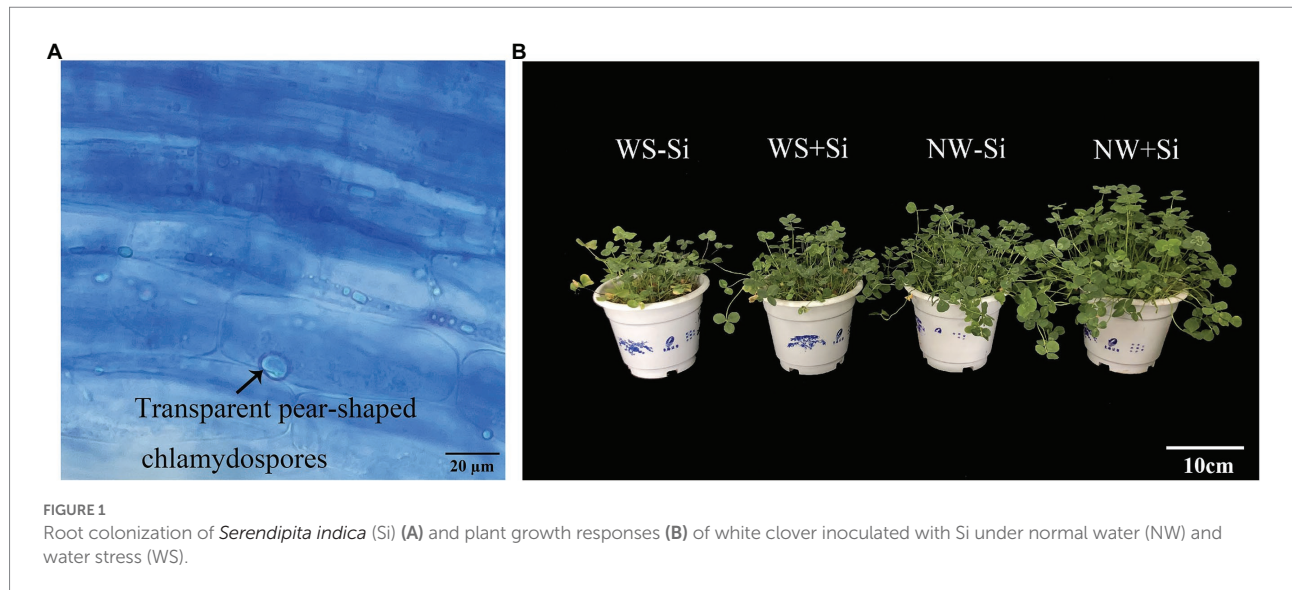 A
B
WS-Si
WS+Si
NW-Si
NW+Si
Transparent pear-shaped
chlamydospores
20 µm
10cm
FIGURE 1
Root colonization of Serendipita indica (Si) (A) and plant growth responses (B) of white clover inoculated with Si under normal water (NW) and
water stress (WS).